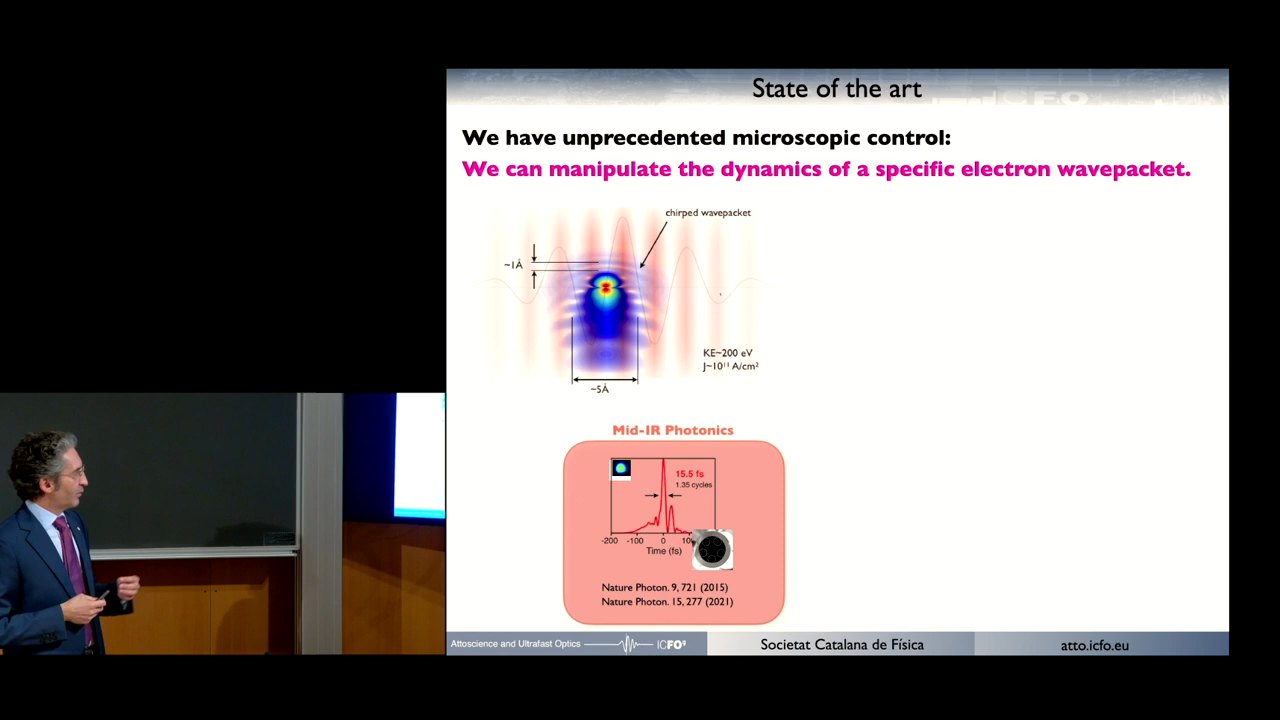 State of the art
We have unprecedented microscopic control:
We can manipulate the dynamics of a specific electron wavepacket.
chirped wavepacket
~1Å
KE~200 eV
J~10¹¹ A/cm²
~5Å
Mid-IR Photonics
15.5 fs
1.35 cycles
-200 -100 0
Time (fs)
Nature Photon. 9, 721 (2015)
Nature Photon. 15, 277 (2021)
Attoscience and Ultrafast Optics ICFO⁹ Societat Catalana de Física atto.icfo.eu